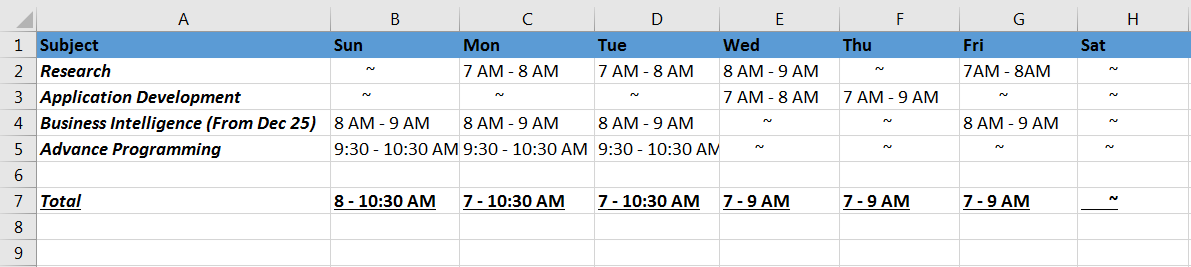 A B C D E F G H
1 Subject Sun Mon Tue Wed Thu Fri Sat
2 Research ~ 7 AM - 8 AM 7 AM - 8 AM 8 AM - 9 AM ~ 7AM - 8AM ~
3 Application Development ~ ~ ~ 7 AM - 8 AM 7 AM - 9 AM ~ ~
4 Business Intelligence (From Dec 25) 8 AM - 9 AM 8 AM - 9 AM 8 AM - 9 AM ~ ~ 8 AM - 9 AM ~
5 Advance Programming 9:30 - 10:30 AM 9:30 - 10:30 AM 9:30 - 10:30 AM ~ ~ ~ ~
6
7 Total 8 - 10:30 AM 7 - 10:30 AM 7 - 10:30 AM 7 - 9 AM 7 - 9 AM 7 - 9 AM ~
8
9